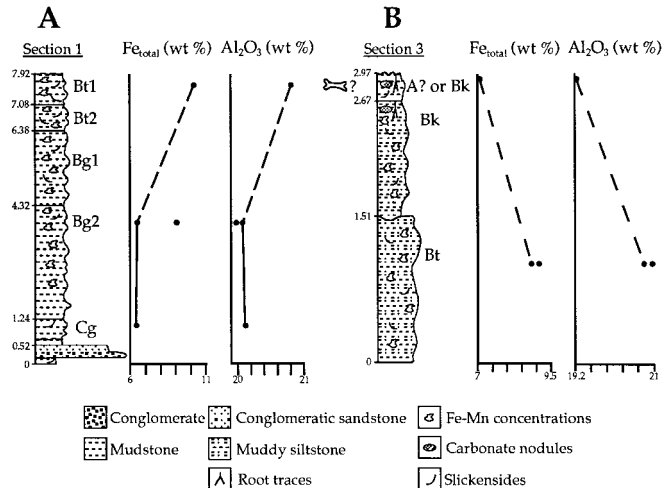 A
Section 1
Fetotal (wt %)
Al2O3 (wt %)
7.92
Bt1
7.08
Bt2
6.38
Bg1
4.32
Bg2
1.24
Cg
0.52
0
6
11
20
21
B
Section 3
Fetotal (wt %)
Al2O3 (wt %)
?
2.97
A? or Bk
2.67
Bk
1.51
Bt
0
7
9.5
19.2
21
Conglomerate
Conglomeratic sandstone
Fe-Mn concentrations
Mudstone
Muddy siltstone
Carbonate nodules
Root traces
Slickensides